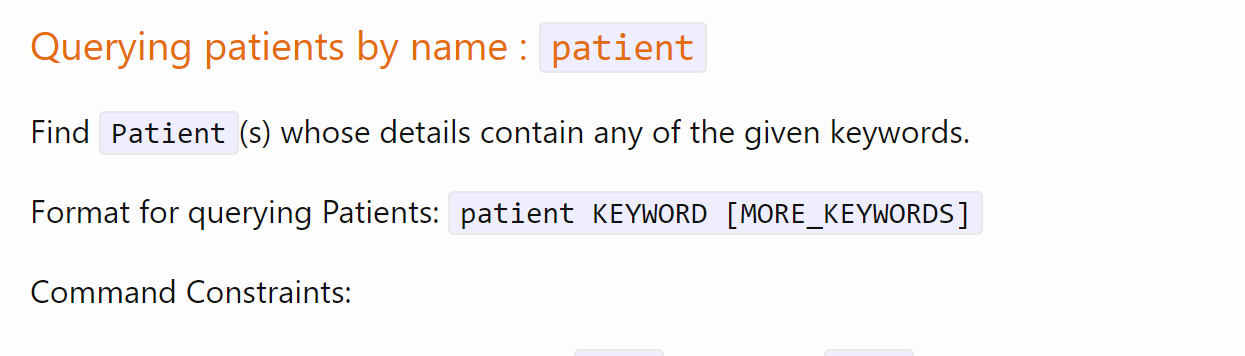 Querying patients by name : patient
Find Patient(s) whose details contain any of the given keywords.
Format for querying Patients: patient KEYWORD [MORE_KEYWORDS]
Command Constraints: